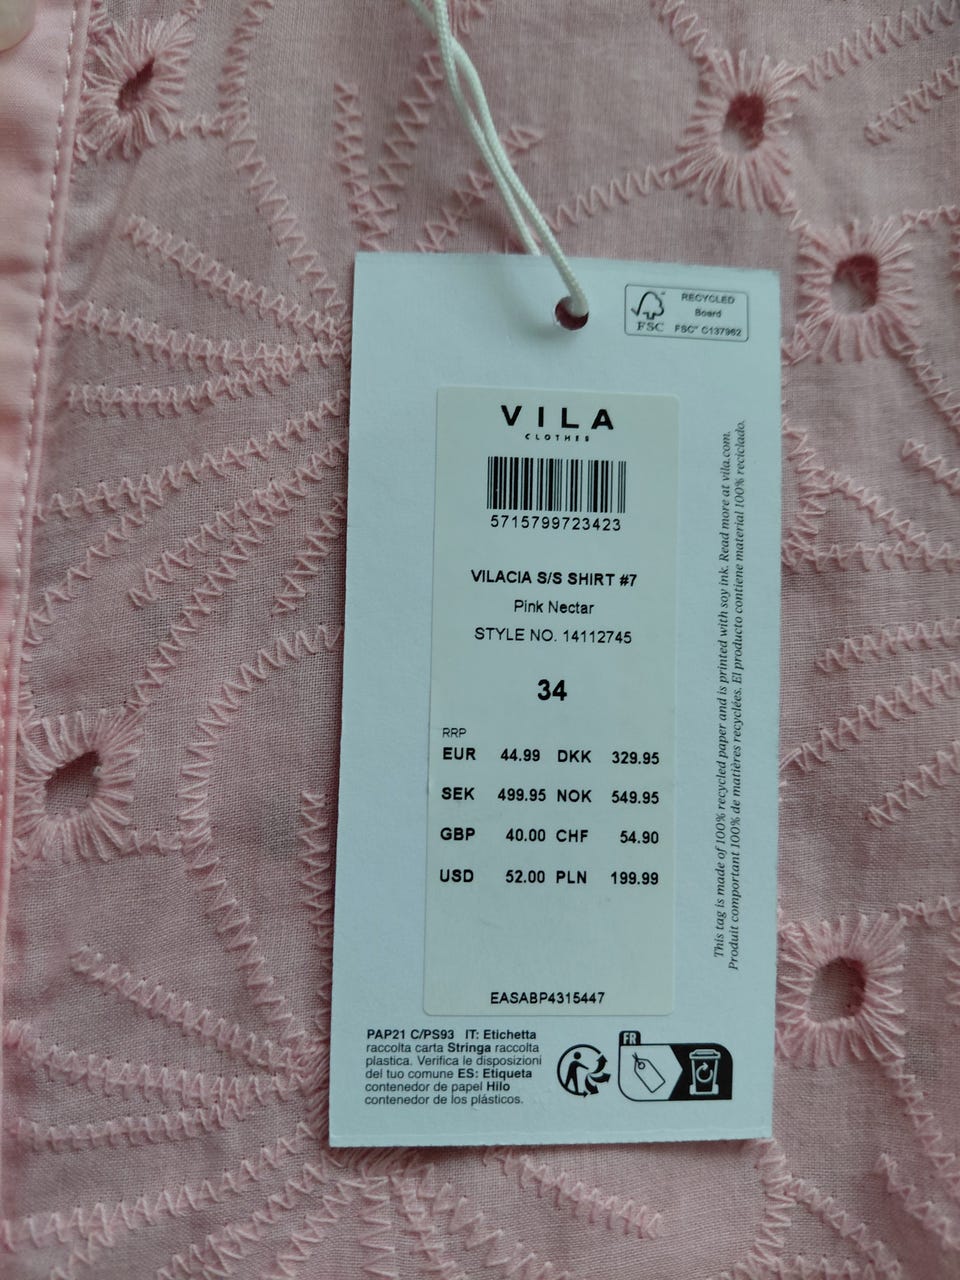 RECYCLED
Board
FSC
FSC® C137982
VILA
CLOTHES
5715799723423
VILACIA S/S SHIRT #7
Pink Nectar
STYLE NO. 14112745
34
RRP
EUR 44.99 DKK 329.95
SEK 499.95 NOK 549.95
GBP 40.00 CHF 54.90
USD 52.00 PLN 199.99
EASABP4315447
This tag is made of 100% recycled paper and is printed with soy ink. Read more at vila.com.
Produit comportant 100% de matières recyclées. El producto contiene material 100% reciclado.
PAP21 C/PS93 IT: Etichetta
raccolta carta Stringa raccolta
plastica. Verifica le disposizioni
del tuo comune ES: Etiqueta
contenedor de papel Hilo
contenedor de los plásticos.
FR